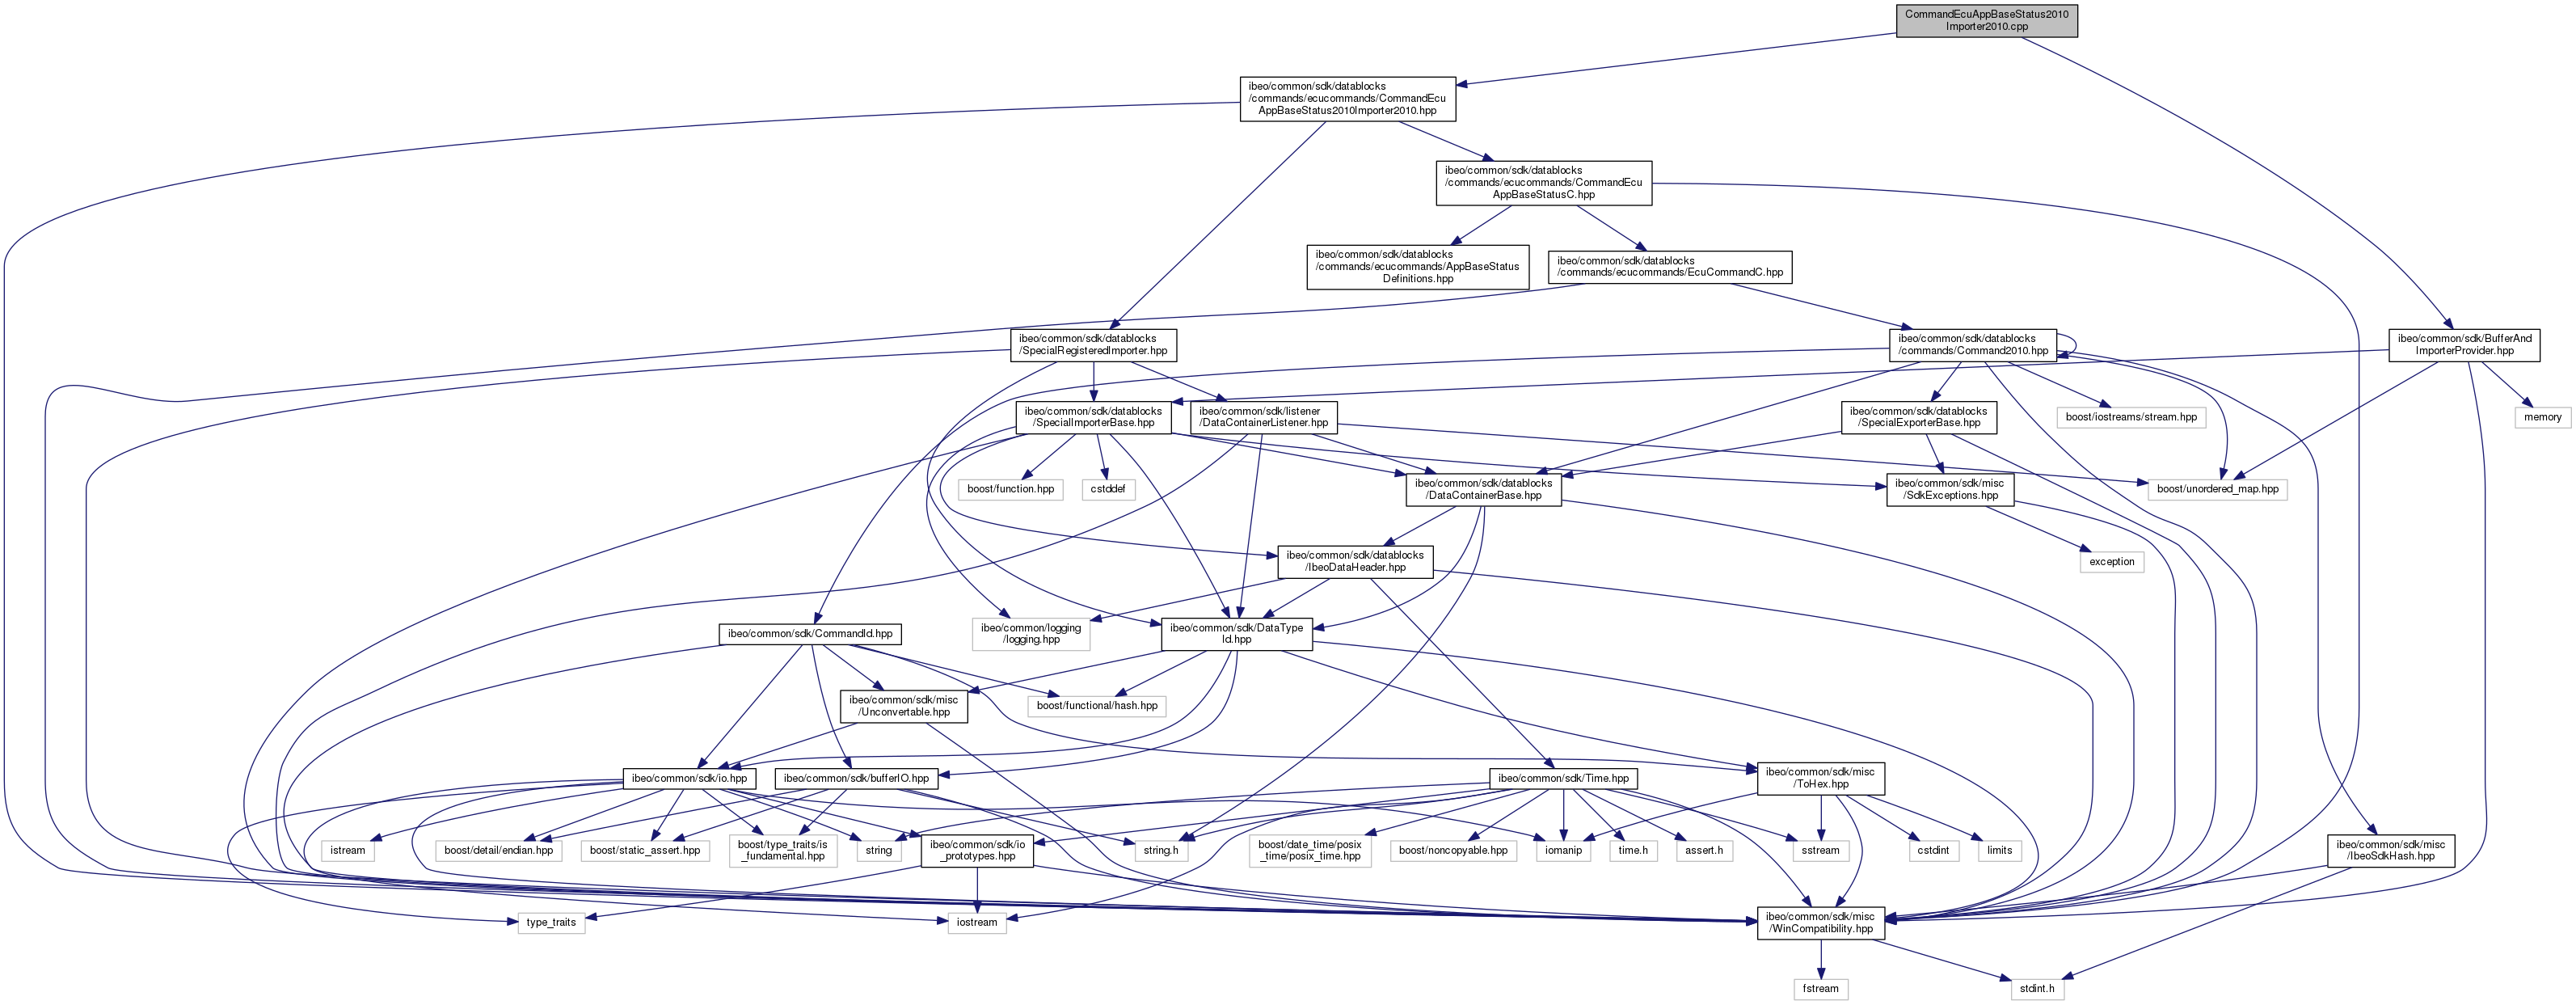 CommandEcuAppBaseStatus2010
Importer2010.cpp
ibeo/common/sdk/datablocks
/commands/ecucommands/CommandEcu
AppBaseStatus2010Importer2010.hpp
ibeo/common/sdk/datablocks
/commands/ecucommands/CommandEcu
AppBaseStatusC.hpp
ibeo/common/sdk/datablocks
/commands/ecucommands/AppBaseStatus
Definitions.hpp
ibeo/common/sdk/datablocks
/commands/ecucommands/EcuCommandC.hpp
ibeo/common/sdk/datablocks
/SpecialRegisteredImporter.hpp
ibeo/common/sdk/datablocks
/commands/Command2010.hpp
ibeo/common/sdk/BufferAnd
ImporterProvider.hpp
ibeo/common/sdk/datablocks
/SpecialImporterBase.hpp
ibeo/common/sdk/listener
/DataContainerListener.hpp
ibeo/common/sdk/datablocks
/SpecialExporterBase.hpp
boost/iostreams/stream.hpp
memory
boost/function.hpp
cstddef
ibeo/common/sdk/datablocks
/DataContainerBase.hpp
ibeo/common/sdk/misc
/SdkExceptions.hpp
boost/unordered_map.hpp
ibeo/common/sdk/datablocks
/IbeoDataHeader.hpp
exception
ibeo/common/sdk/CommandId.hpp
ibeo/common/logging
/logging.hpp
ibeo/common/sdk/DataType
Id.hpp
ibeo/common/sdk/misc
/Unconvertable.hpp
boost/functional/hash.hpp
ibeo/common/sdk/io.hpp
ibeo/common/sdk/bufferIO.hpp
ibeo/common/sdk/Time.hpp
ibeo/common/sdk/misc
/ToHex.hpp
istream
boost/detail/endian.hpp
boost/static_assert.hpp
boost/type_traits/is
_fundamental.hpp
string
ibeo/common/sdk/io
_prototypes.hpp
string.h
boost/date_time/posix
_time/posix_time.hpp
boost/noncopyable.hpp
iomanip
time.h
assert.h
sstream
cstdint
limits
ibeo/common/sdk/misc
/IbeoSdkHash.hpp
type_traits
iostream
ibeo/common/sdk/misc
/WinCompatibility.hpp
fstream
stdint.h